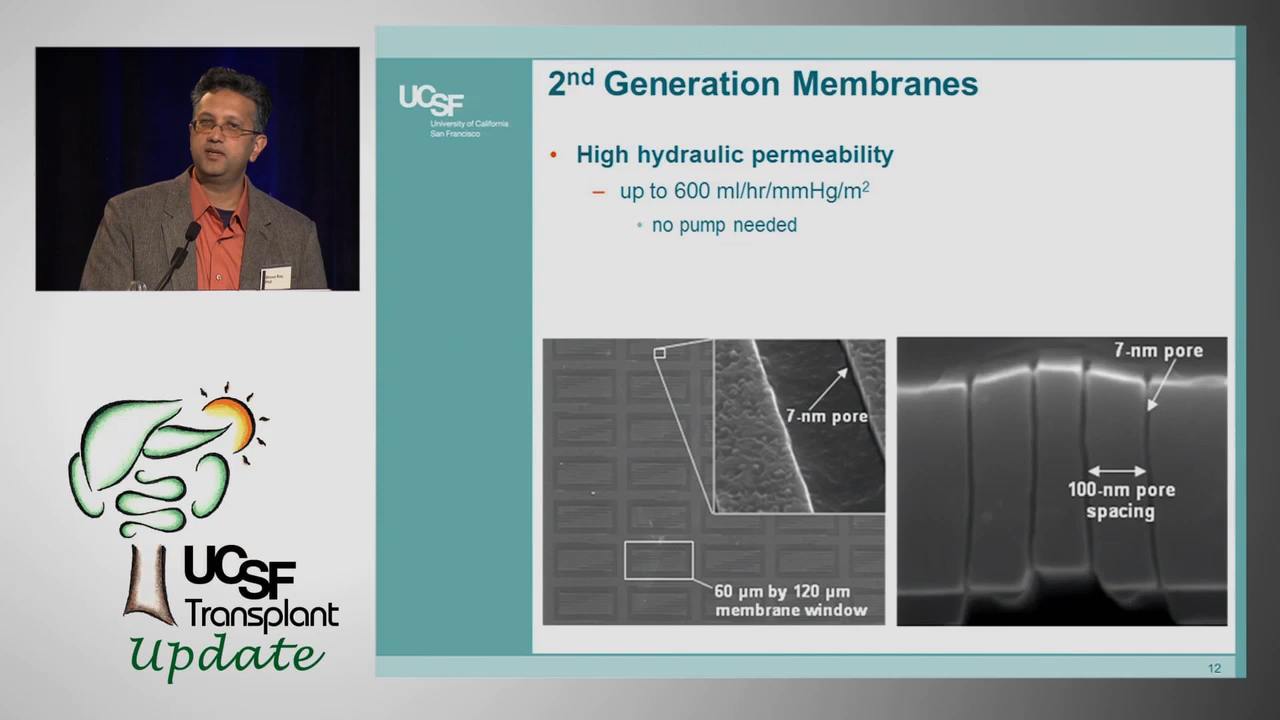 2nd Generation Membranes
UCSF
University of California
San Francisco
• High hydraulic permeability
– up to 600 ml/hr/mmHg/m2
• no pump needed
7-nm pore
60 µm by 120 µm
membrane window
7-nm pore
100-nm pore
spacing
12
UCSF
Transplant
Update